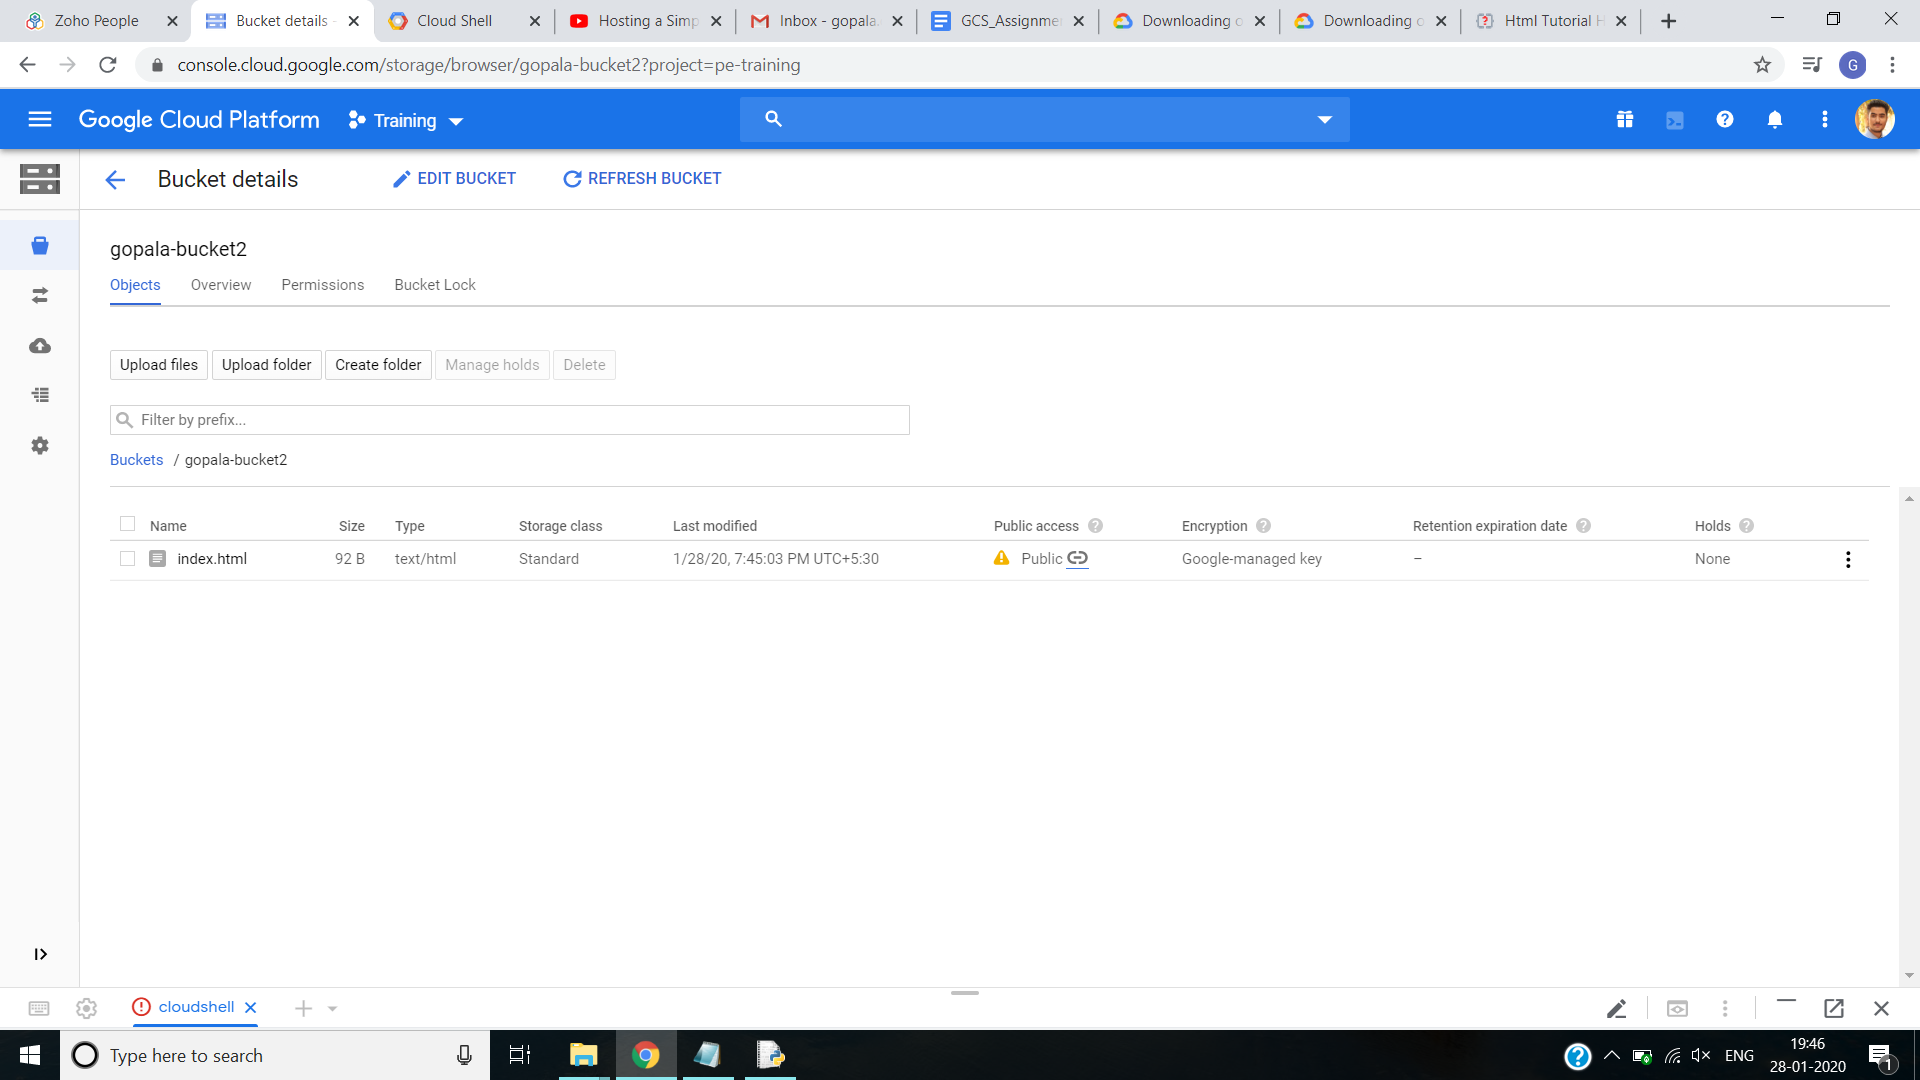 Zoho People
Bucket details -
Cloud Shell
Hosting a Simp
Inbox - gopala.
GCS_Assignme
Downloading o
Downloading o
Html Tutorial H
console.cloud.google.com/storage/browser/gopala-bucket2?project=pe-training
G
Google Cloud Platform
Training
Bucket details
EDIT BUCKET
REFRESH BUCKET
gopala-bucket2
Objects
Overview
Permissions
Bucket Lock
Upload files
Upload folder
Create folder
Manage holds
Delete
Filter by prefix...
Buckets / gopala-bucket2
Name Size Type Storage class Last modified Public access Encryption Retention expiration date Holds
index.html 92 B text/html Standard 1/28/20, 7:45:03 PM UTC+5:30 Public Google-managed key – None
cloudshell
Type here to search
ENG
19:46
28-01-2020
1